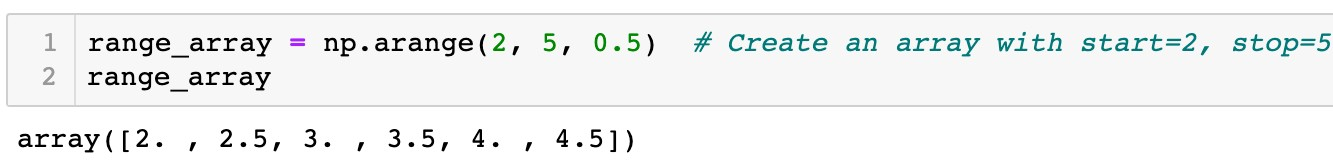 1 range_array = np.arange(2, 5, 0.5)  # Create an array with start=2, stop=5
2 range_array
array([2. , 2.5, 3. , 3.5, 4. , 4.5])